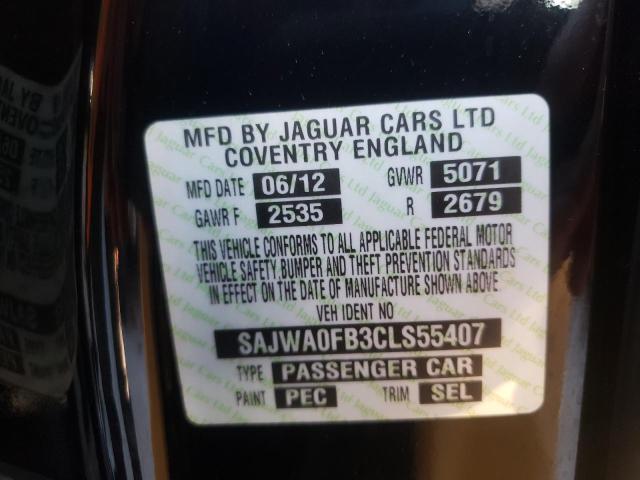 MFD BY JAGUAR CARS LTD
COVENTRY ENGLAND
MFD DATE 06/12 GVWR 5071
GAWR F 2535 R 2679
THIS VEHICLE CONFORMS TO ALL APPLICABLE FEDERAL MOTOR
VEHICLE SAFETY BUMPER AND THEFT PREVENTION STANDARDS
IN EFFECT ON THE DATE OF MANUFACTURE SHOWN ABOVE
VEH IDENT NO
SAJWA0FB3CLS55407
TYPE PASSENGER CAR
PAINT PEC TRIM SEL